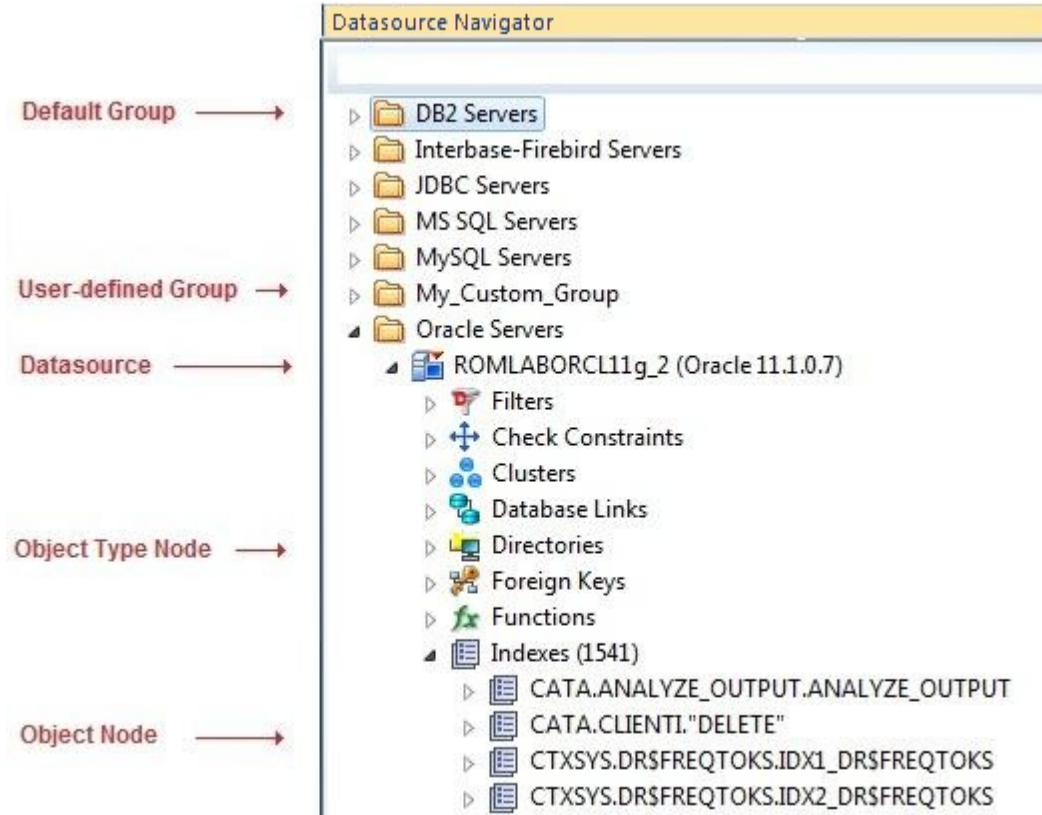 Datasource Navigator
Default Group
DB2 Servers
Interbase-Firebird Servers
JDBC Servers
MS SQL Servers
MySQL Servers
User-defined Group
My_Custom_Group
Oracle Servers
Datasource
ROMLABORCL11g_2 (Oracle 11.1.0.7)
Filters
Check Constraints
Clusters
Database Links
Object Type Node
Directories
Foreign Keys
fx Functions
Indexes (1541)
CATA.ANALYZE_OUTPUT.ANALYZE_OUTPUT
CATA.CLIENTI."DELETE"
Object Node
CTXSYS.DR$FREQTOKS.IDX1_DR$FREQTOKS
CTXSYS.DR$FREQTOKS.IDX2_DR$FREQTOKS